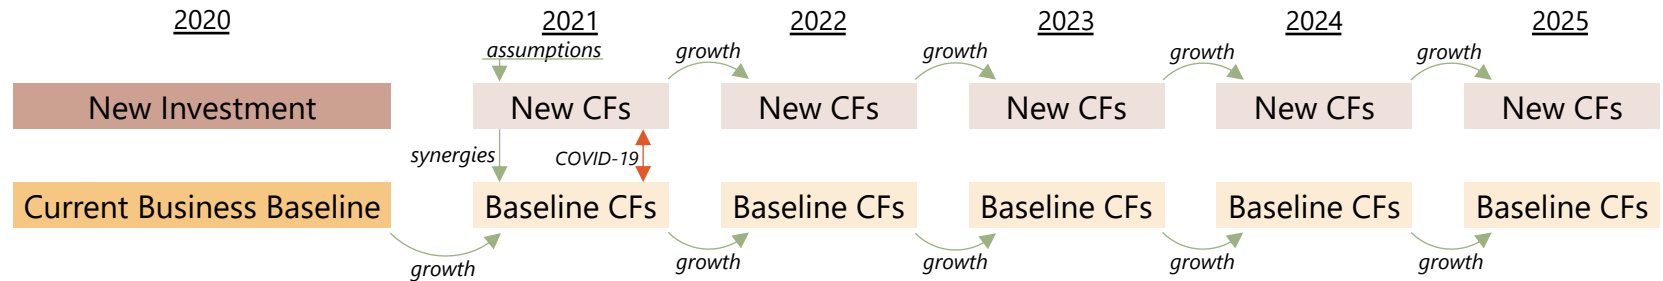 2020 2021 2022 2023 2024 2025
assumptions growth growth growth growth
New Investment New CFs New CFs New CFs New CFs New CFs
synergies COVID-19
Current Business Baseline Baseline CFs Baseline CFs Baseline CFs Baseline CFs Baseline CFs
growth growth growth growth growth